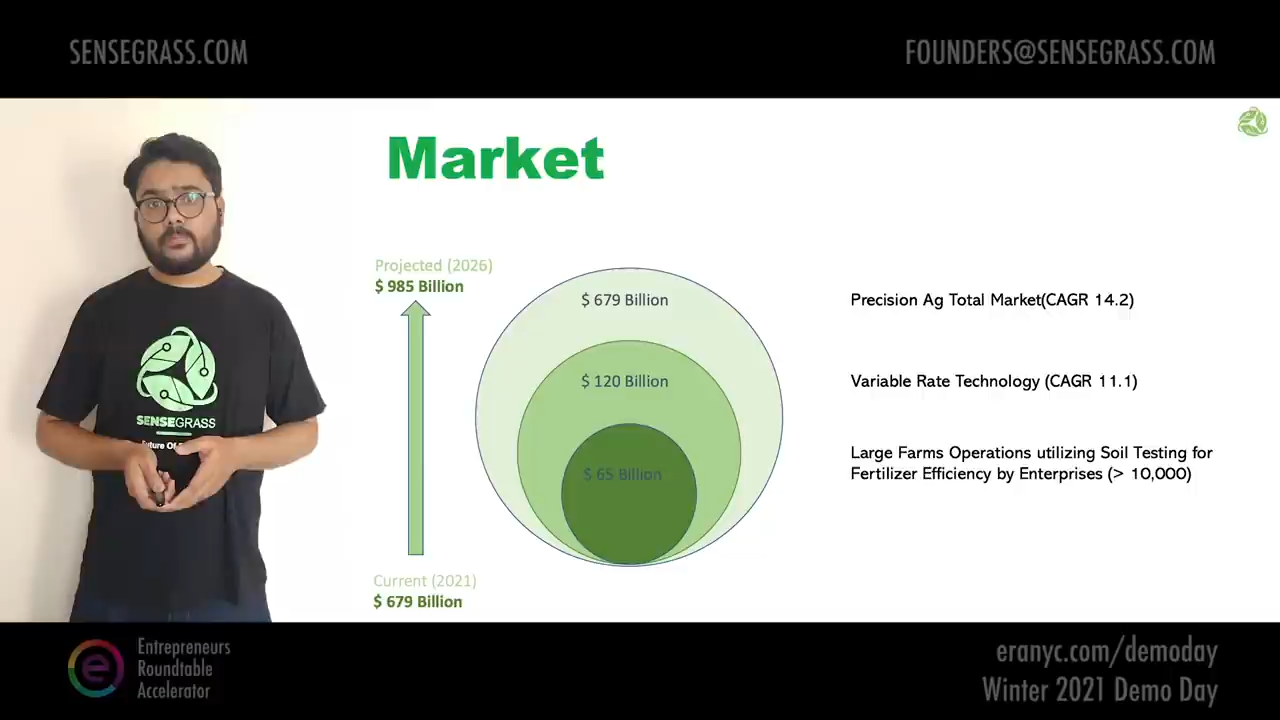 SENSEGRASS.COM
FOUNDERS@SENSEGRASS.COM
Market
Projected (2026)
$ 985 Billion
$ 679 Billion
Precision Ag Total Market(CAGR 14.2)
$ 120 Billion
Variable Rate Technology (CAGR 11.1)
$ 65 Billion
Large Farms Operations utilizing Soil Testing for
Fertilizer Efficiency by Enterprises (> 10,000)
Current (2021)
$ 679 Billion
SENSEGRASS
Entrepreneurs
Roundtable
Accelerator
eranyc.com/demoday
Winter 2021 Demo Day